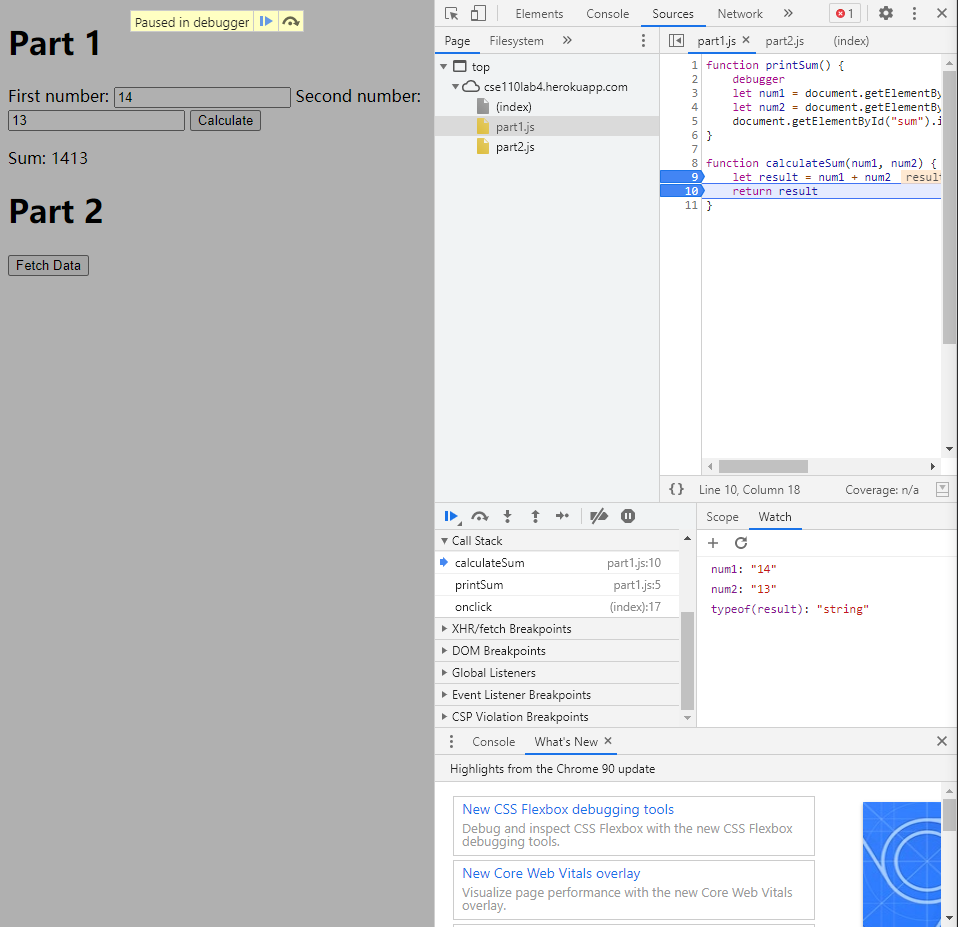 Paused in debugger
Part 1
First number: 14 Second number:
13 Calculate
Sum: 1413
Part 2
Fetch Data
Elements Console Sources Network » 1
Page Filesystem »
top
cse110lab4.herokuapp.com
(index)
part1.js
part2.js
part1.js × part2.js (index)
1 function printSum() {
2 debugger
3 let num1 = document.getElementBy
4 let num2 = document.getElementBy
5 document.getElementById("sum").i
6 }
7
8 function calculateSum(num1, num2) {
9 let result = num1 + num2 result
10 return result
11 }
{} Line 10, Column 18 Coverage: n/a
Call Stack
calculateSum part1.js:10
printSum part1.js:5
onclick (index):17
XHR/fetch Breakpoints
DOM Breakpoints
Global Listeners
Event Listener Breakpoints
CSP Violation Breakpoints
Scope Watch
num1: "14"
num2: "13"
typeof(result): "string"
Console What's New ×
Highlights from the Chrome 90 update
New CSS Flexbox debugging tools
Debug and inspect CSS Flexbox with the new CSS Flexbox
debugging tools.
New Core Web Vitals overlay
Visualize page performance with the new Core Web Vitals
overlay.